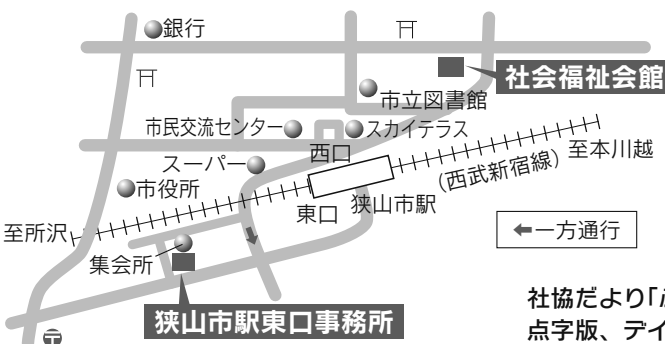 銀行
社会福祉会館
市立図書館
市民交流センター
スカイテラス
西口
スーパー
至本川越
(西武新宿線)
市役所
東口
狭山市駅
至所沢
←一方通行
集会所
狭山市駅東口事務所
社協だより「
点字版、デイ